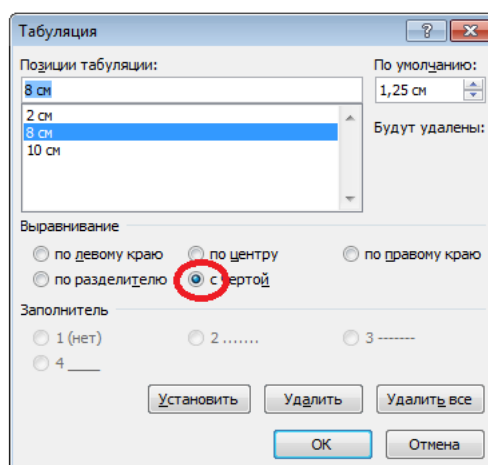 Табуляция
Позиции табуляции: По умолчанию:
8 см 1,25 см
2 см Будут удалены:
8 см
10 см
Выравнивание
по левому краю по центру по правому краю
по разделителю с чертой
Заполнитель
1 (нет) 2 ....... 3 -------
4 ____
Установить Удалить Удалить все
ОК Отмена